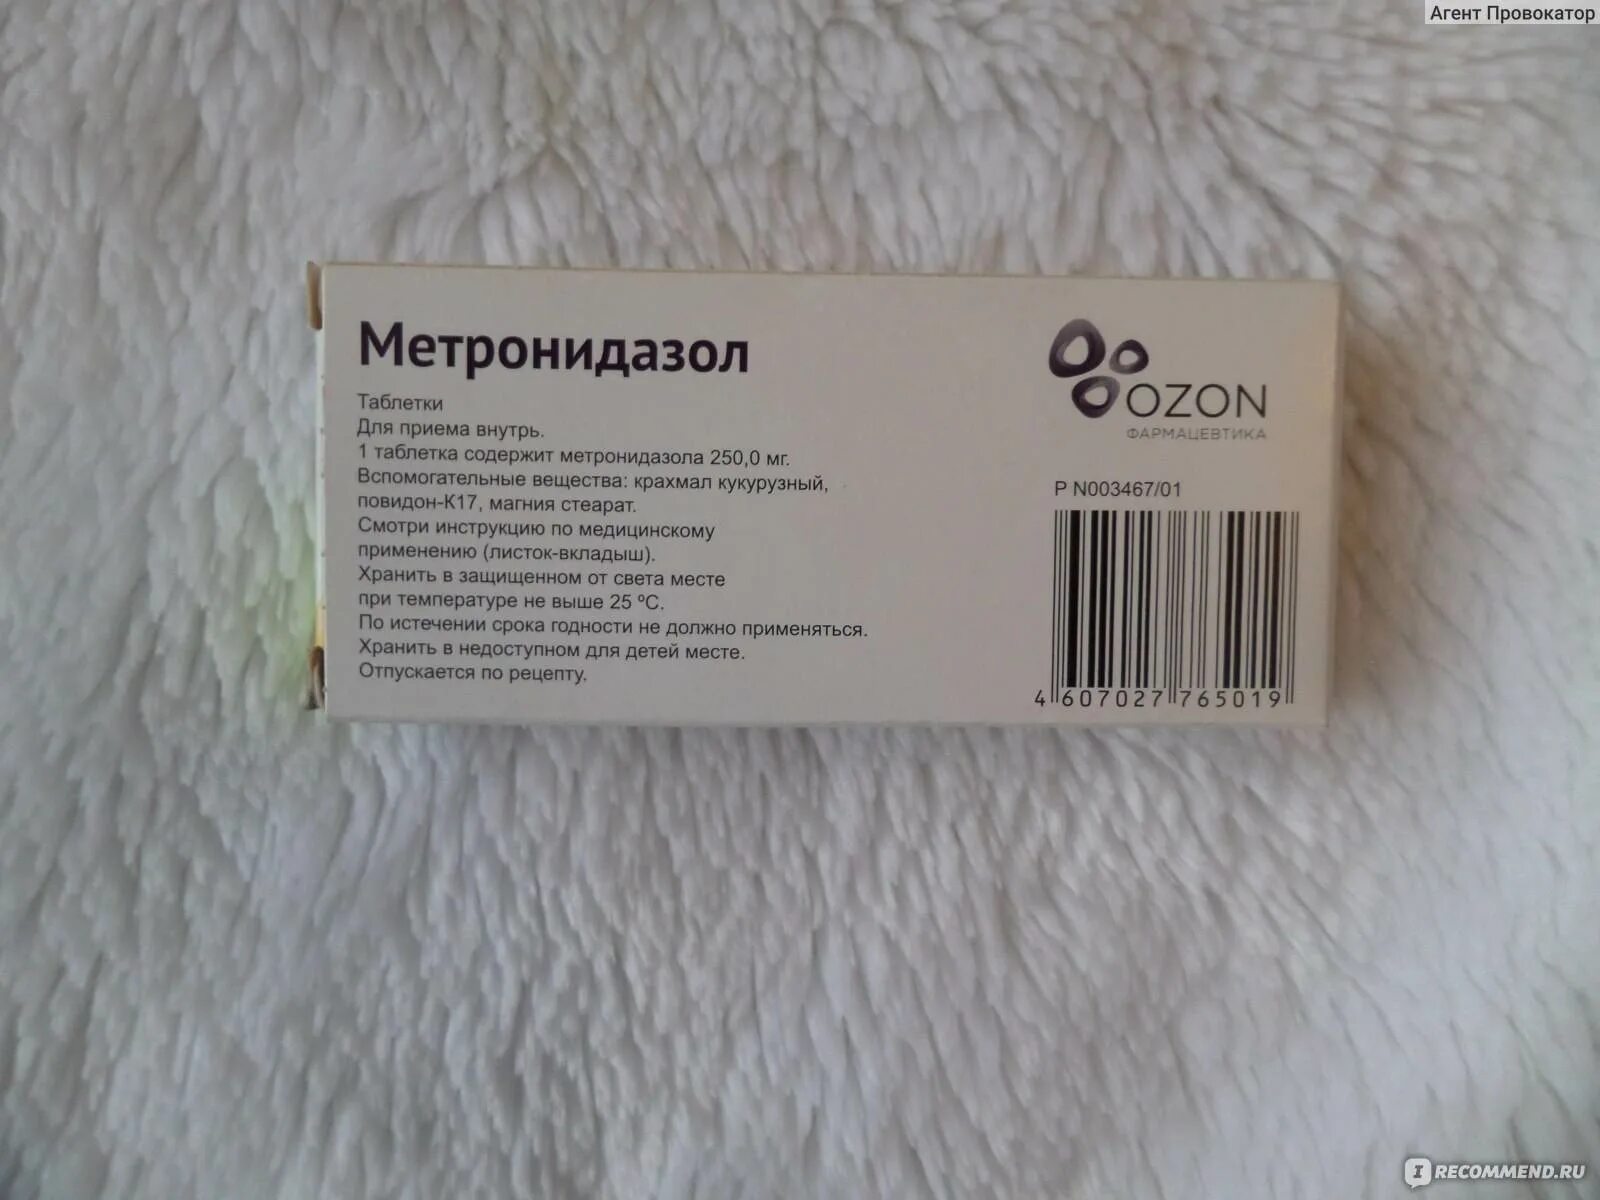 Агент Провокатор
Метронидазол
Таблетки
Для приема внутрь.
1 таблетка содержит метронидазола 250,0 мг.
Вспомогательные вещества: крахмал кукурузный,
повидон-К17, магния стеарат.
Смотри инструкцию по медицинскому
применению (листок-вкладыш).
Хранить в защищенном от света месте
при температуре не выше 25 ºС.
По истечении срока годности не должно применяться.
Хранить в недоступном для детей месте.
Отпускается по рецепту.
OZON
ФАРМАЦЕВТИКА
Р N003467/01
4 607027 765019
IRECOMMEND.RU